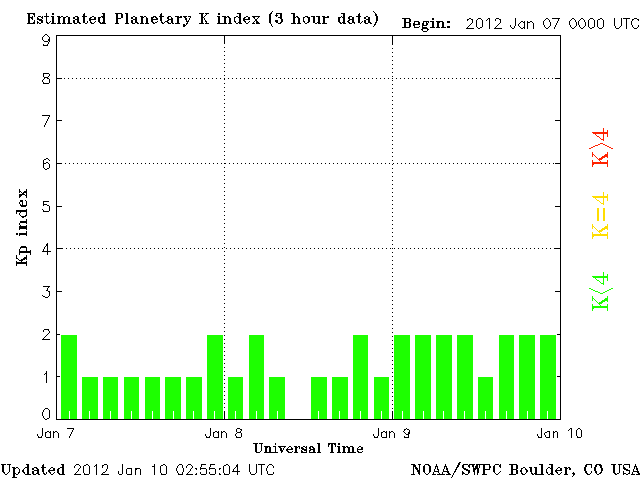 Estimated Planetary K index (3 hour data) Begin: 2012 Jan 07 0000 UTC
9
8
7
6
5
4
3
2
1
0
Kp index
K>4
K=4
K<4
Jan 7 Jan 8 Jan 9 Jan 10
Universal Time
Updated 2012 Jan 10 02:55:04 UTC NOAA/SWPC Boulder, CO USA